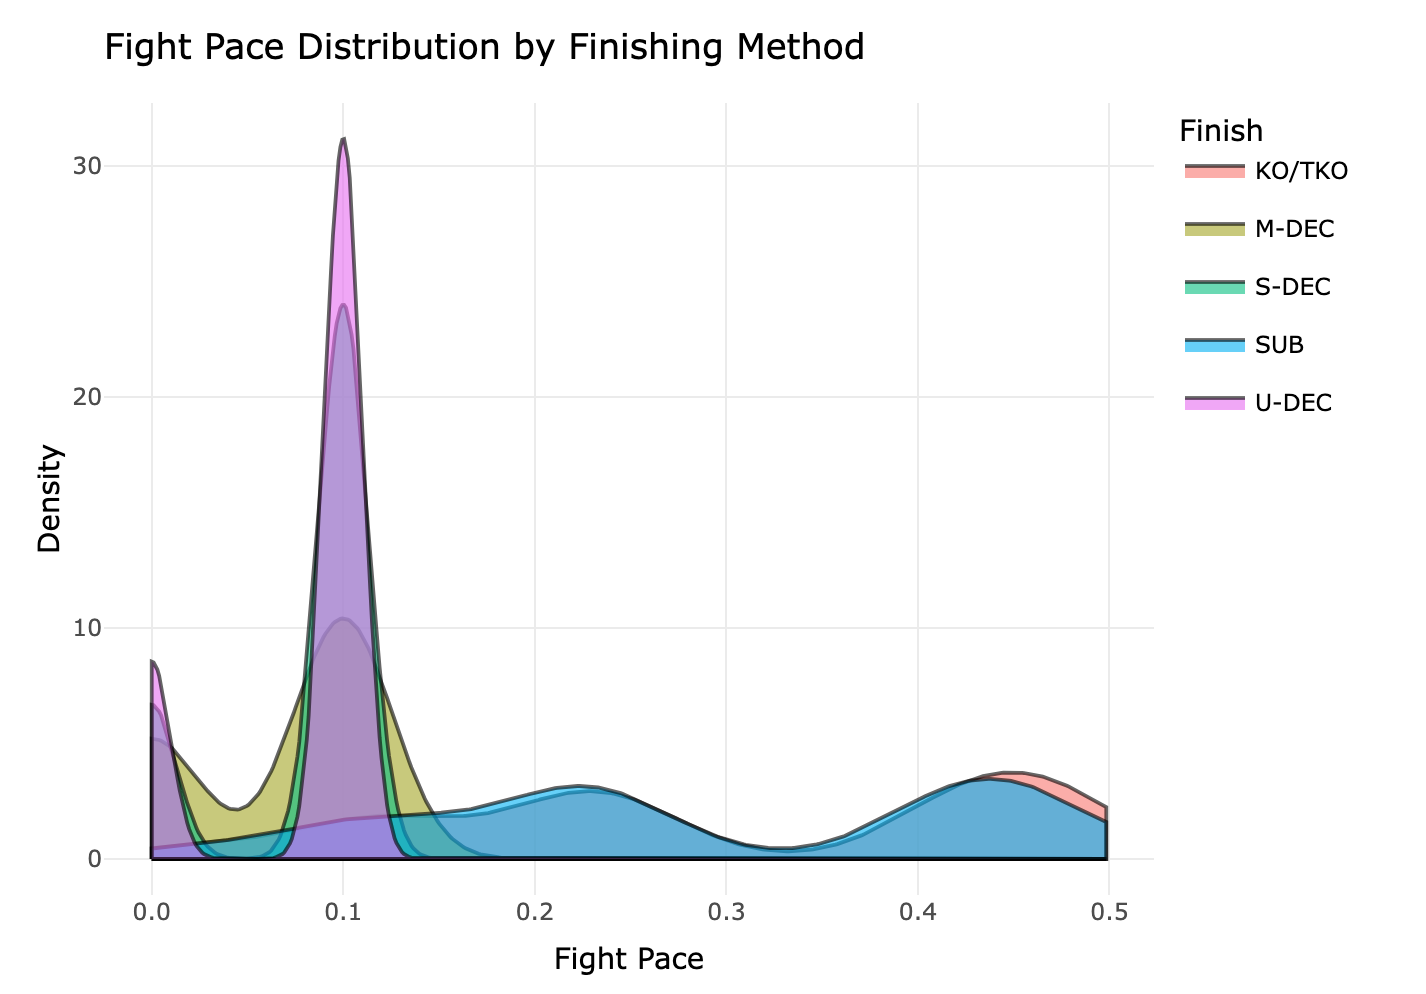 Fight Pace Distribution by Finishing Method
Finish
KO/TKO
M-DEC
S-DEC
SUB
U-DEC
Density
30
20
10
0
0.0 0.1 0.2 0.3 0.4 0.5
Fight Pace